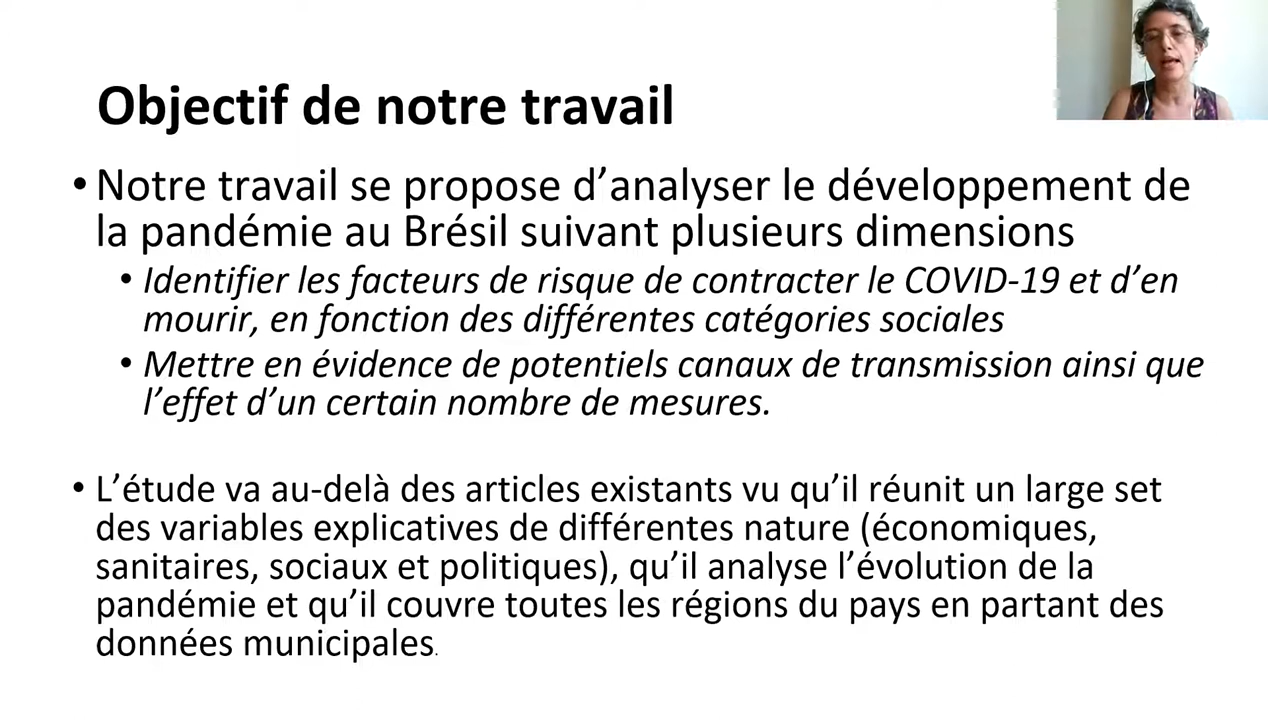 Objectif de notre travail
• Notre travail se propose d’analyser le développement de
la pandémie au Brésil suivant plusieurs dimensions
• Identifier les facteurs de risque de contracter le COVID-19 et d’en
mourir, en fonction des différentes catégories sociales
• Mettre en évidence de potentiels canaux de transmission ainsi que
l’effet d’un certain nombre de mesures.
• L’étude va au-delà des articles existants vu qu’il réunit un large set
des variables explicatives de différentes nature (économiques,
sanitaires, sociaux et politiques), qu’il analyse l’évolution de la
pandémie et qu’il couvre toutes les régions du pays en partant des
données municipales.